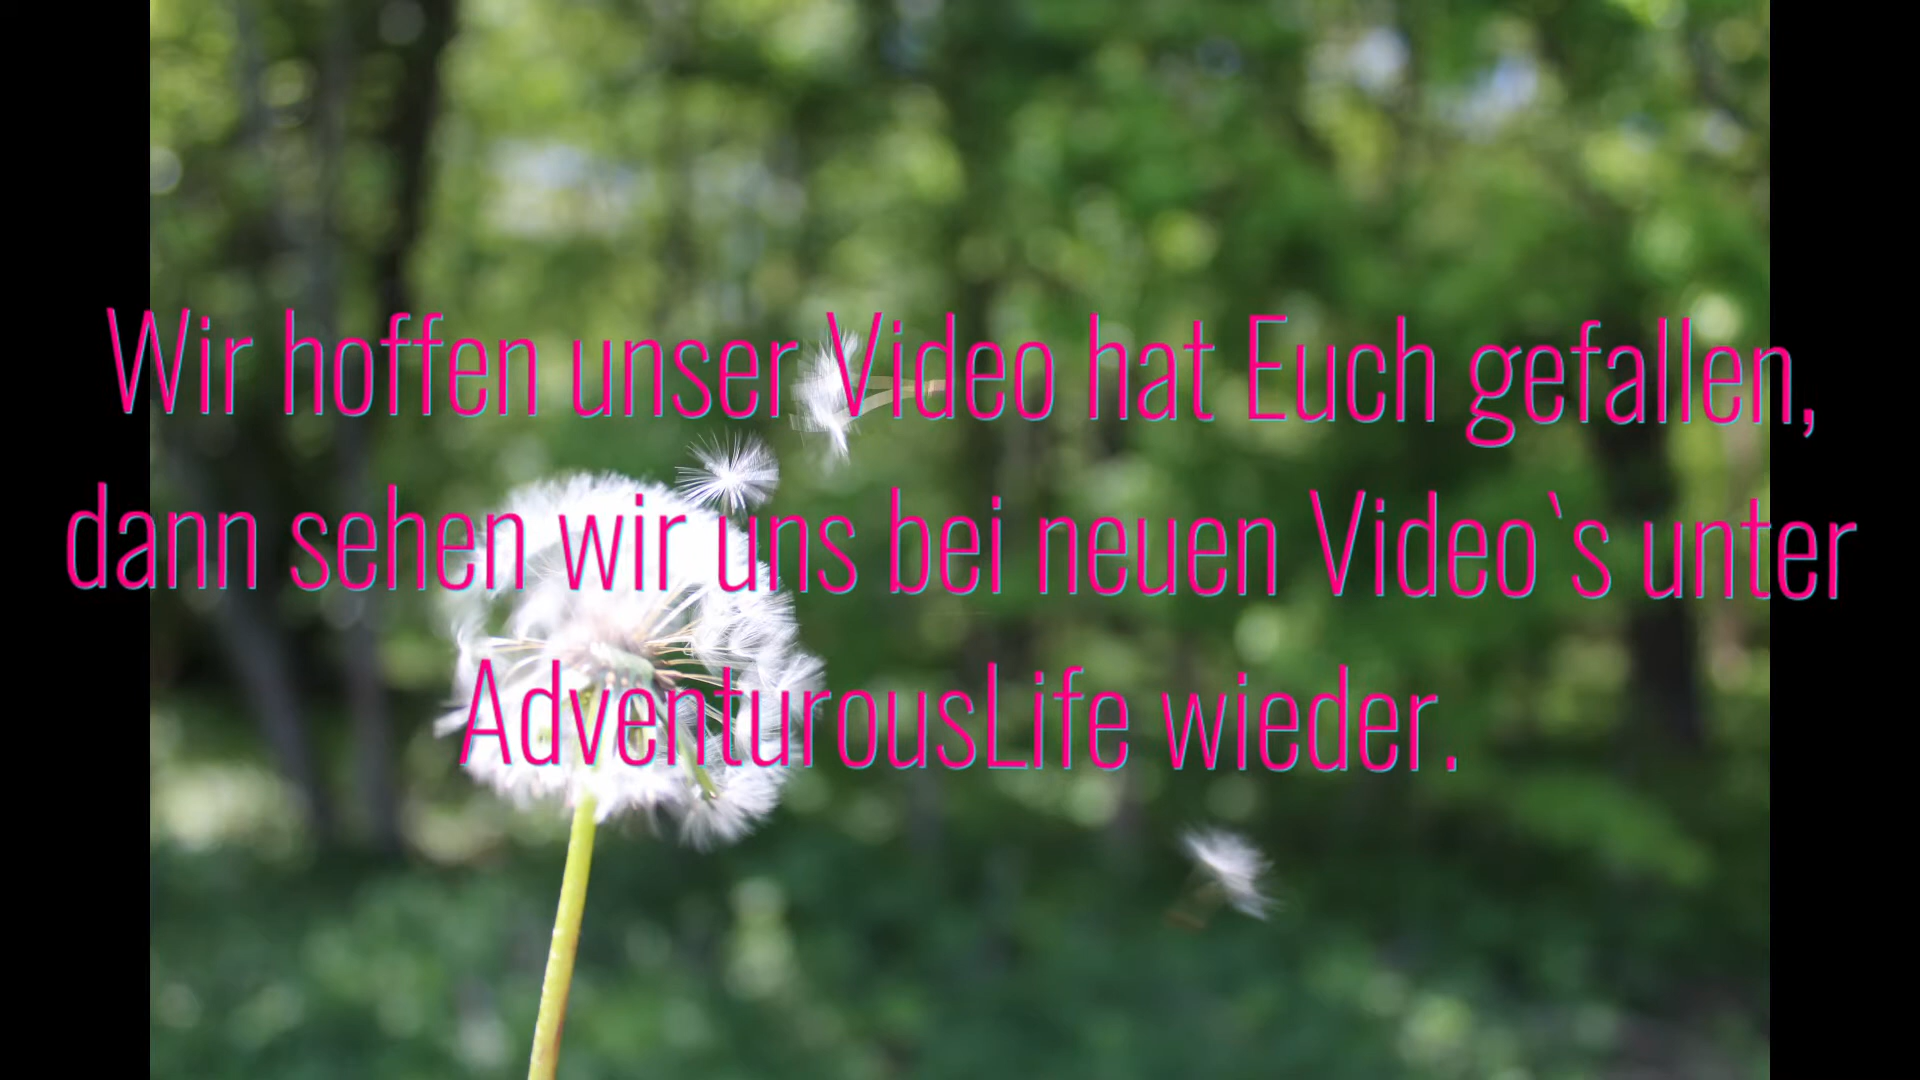 Wir hoffen unser Video hat Euch gefallen,
dann sehen wir uns bei neuen Video`s unter
AdventurousLife wieder.